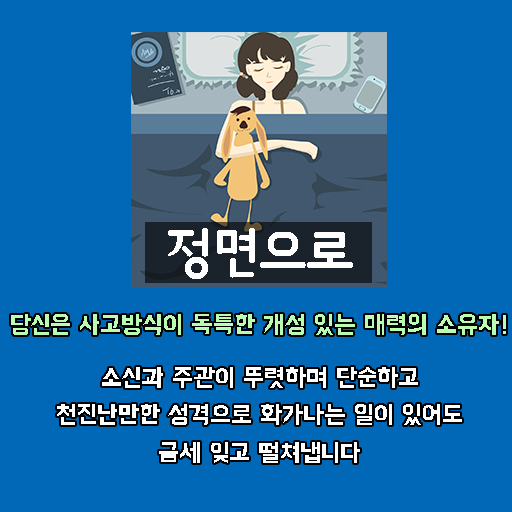 To.
정면으로
당신은 사고방식이 독특한 개성 있는 매력의 소유자!
소신과 주관이 뚜렷하며 단순하고
천진난만한 성격으로 화가나는 일이 있어도
금세 잊고 떨쳐냅니다